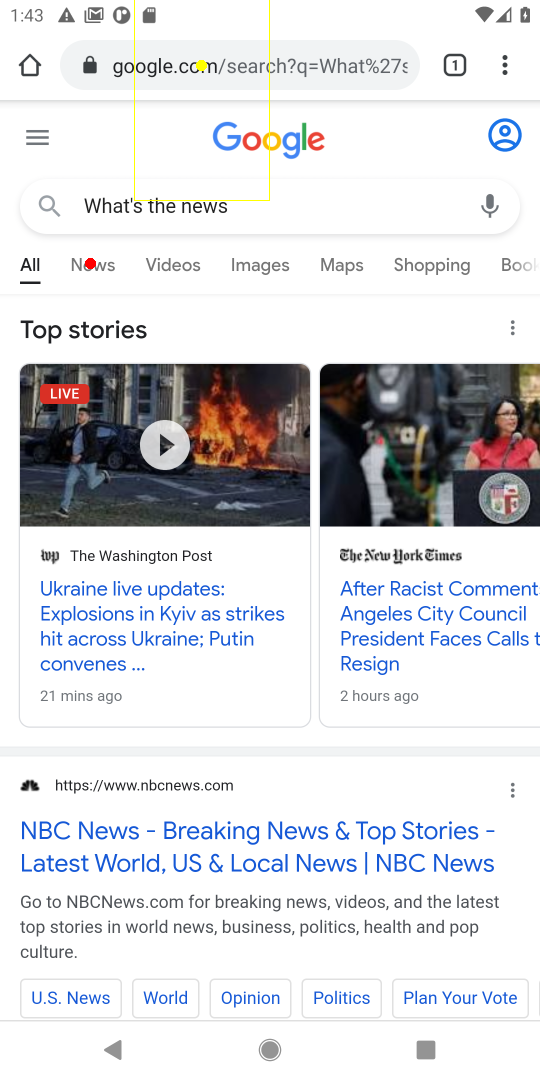 1:43
google.com/search?q=What%27s
1
Google
What's the news
All News Videos Images Maps Shopping Book
Top stories
LIVE
wp The Washington Post
Ukraine live updates:
Explosions in Kyiv as strikes
hit across Ukraine; Putin
convenes ...
21 mins ago
The New York Times
After Racist Comment
Angeles City Council
President Faces Calls t
Resign
2 hours ago
https://www.nbcnews.com
NBC News - Breaking News & Top Stories -
Latest World, US & Local News | NBC News
Go to NBCNews.com for breaking news, videos, and the latest
top stories in world news, business, politics, health and pop
culture.
U.S. News World Opinion Politics Plan Your Vote